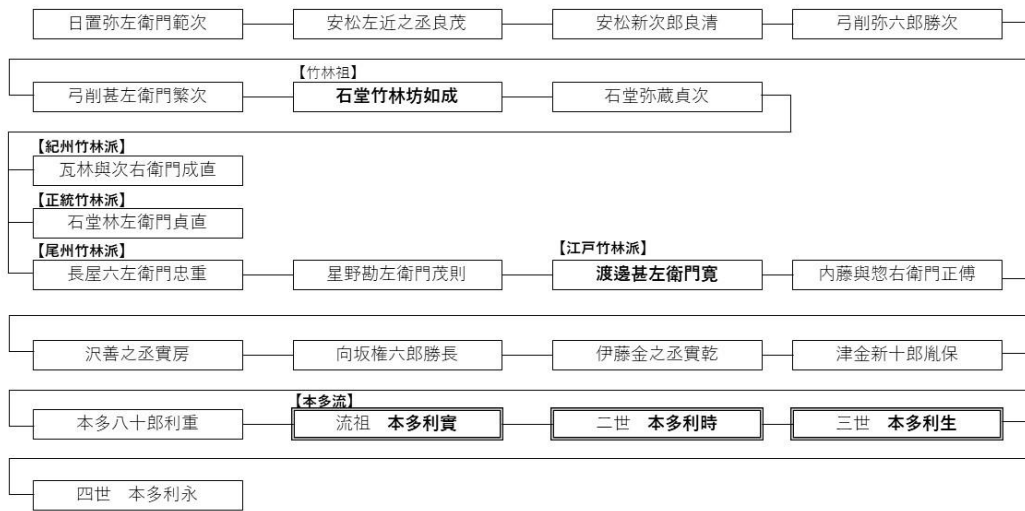 日置弥左衛門範次
安松左近之丞良茂
安松新次郎良清
弓削弥六郎勝次
弓削甚左衛門繁次
【竹林祖】
石堂竹林坊如成
石堂弥蔵貞次
【紀州竹林派】
瓦林與次右衛門成直
【正統竹林派】
石堂林左衛門貞直
【尾州竹林派】
長屋六左衛門忠重
星野勘左衛門茂則
【江戸竹林派】
渡邊甚左衛門寛
内藤與惣右衛門正傳
沢善之丞實房
向坂権六郎勝長
伊藤金之丞實乾
津金新十郎胤保
本多八十郎利重
【本多流】
流祖　本多利實
二世　本多利時
三世　本多利生
四世　本多利永